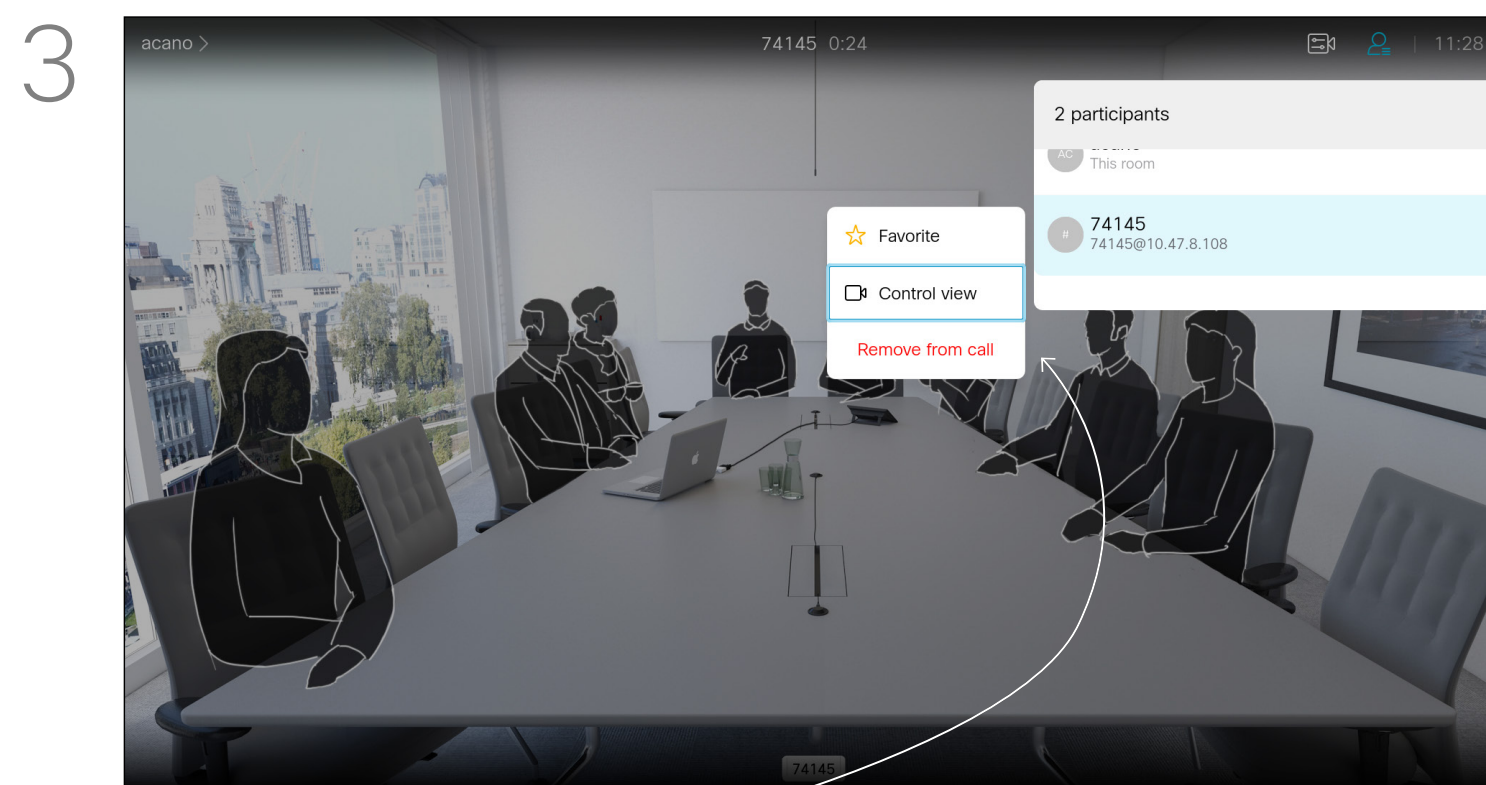 3
acano
74145 0:24
11:28
2 participants
AC
This room
#
74145
74145@10.47.8.108
Favorite
Control view
Remove from call
74145